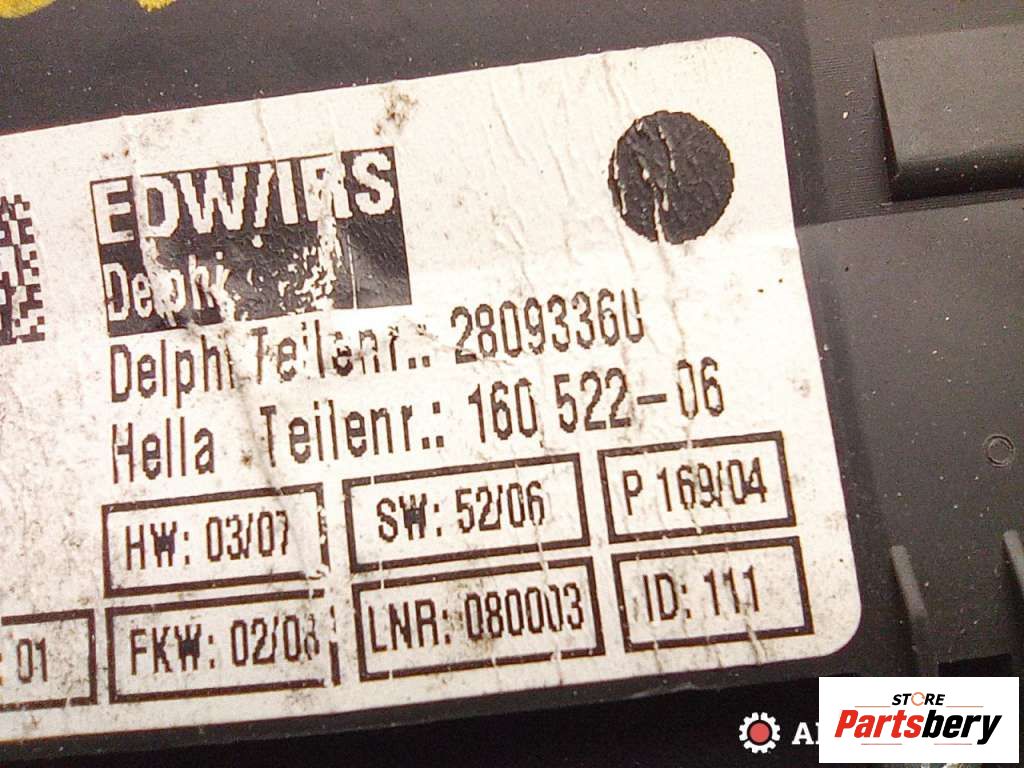 EDW/IRS
Delphi
Delphi Teilenr.: 28093360
Hella Teilenr.: 160 522-06
HW: 03/07 SW: 52/06 P 169/04
: 01 FKW: 02/08 LNR: 080003 ID: 111
STORE
Partsbery